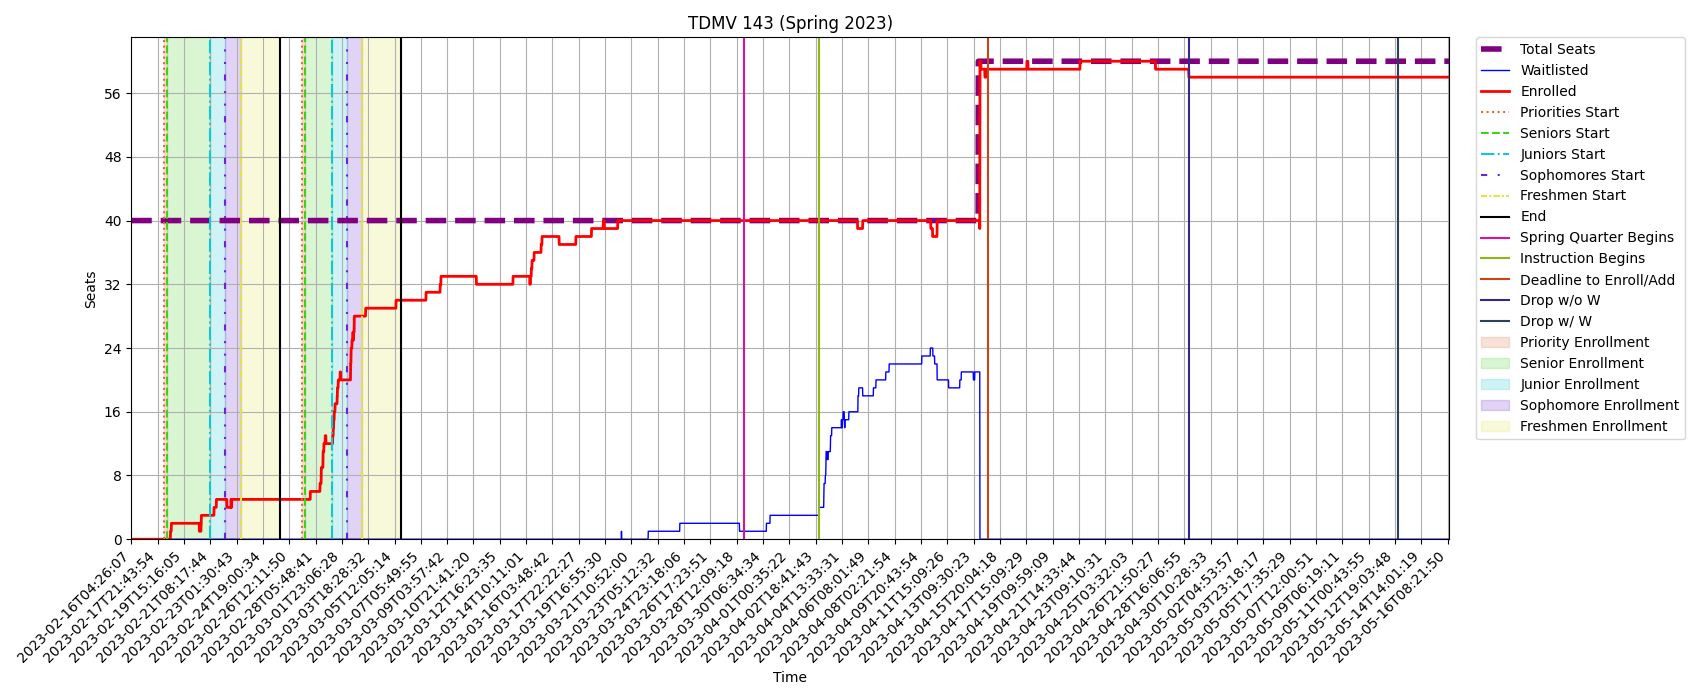 TDMV 143 (Spring 2023)
Seats
56
48
40
32
24
16
8
0
2023-02-16T04:26:07
2023-02-17T21:43:54
2023-02-19T15:16:05
2023-02-21T08:17:44
2023-02-23T01:30:43
2023-02-24T19:00:34
2023-02-26T12:11:50
2023-02-28T05:48:41
2023-03-01T23:06:28
2023-03-03T18:28:32
2023-03-05T12:05:14
2023-03-07T05:49:55
2023-03-09T03:57:42
2023-03-10T21:41:20
2023-03-12T16:23:35
2023-03-14T10:11:01
2023-03-16T03:48:42
2023-03-17T21:22:27
2023-03-19T16:55:30
2023-03-21T10:52:00
2023-03-23T05:12:32
2023-03-24T23:18:06
2023-03-26T17:23:51
2023-03-28T12:09:18
2023-03-30T06:34:34
2023-04-01T00:35:22
2023-04-02T18:41:43
2023-04-04T13:33:31
2023-04-06T08:01:49
2023-04-08T02:21:54
2023-04-09T20:43:54
2023-04-11T15:09:26
2023-04-13T09:30:23
2023-04-15T20:04:18
2023-04-17T15:09:29
2023-04-19T09:59:09
2023-04-21T14:33:44
2023-04-23T09:10:31
2023-04-25T03:32:03
2023-04-26T21:50:27
2023-04-28T16:06:55
2023-04-30T10:28:33
2023-05-02T04:53:57
2023-05-03T23:18:17
2023-05-05T17:35:29
2023-05-07T12:00:51
2023-05-09T06:19:11
2023-05-11T00:43:55
2023-05-12T19:03:48
2023-05-14T14:01:19
2023-05-16T08:21:50
Time
Total Seats
Waitlisted
Enrolled
Priorities Start
Seniors Start
Juniors Start
Sophomores Start
Freshmen Start
End
Spring Quarter Begins
Instruction Begins
Deadline to Enroll/Add
Drop w/o W
Drop w/ W
Priority Enrollment
Senior Enrollment
Junior Enrollment
Sophomore Enrollment
Freshmen Enrollment